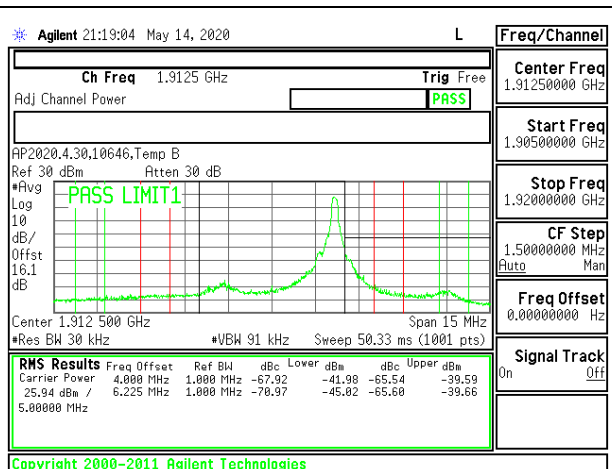 Agilent 21:19:04 May 14, 2020 L Freq/Channel
Ch Freq 1.9125 GHz Trig Free
Adj Channel Power PASS
Center Freq
1.91250000 GHz
Start Freq
1.90500000 GHz
Stop Freq
1.92000000 GHz
CF Step
1.50000000 MHz
Auto Man
Freq Offset
0.00000000 Hz
Signal Track
On Off
AP2020.4.30,10646,Temp B
Ref 30 dBm Atten 30 dB
#Avg
Log
10
dB/
Offst
16.1
dB
PASS LIMIT1
Center 1.912 500 GHz Span 15 MHz
#Res BW 30 kHz #VBW 91 kHz Sweep 50.33 ms (1001 pts)
RMS Results Freq Offset Ref BW dBc Lower dBm dBc Upper dBm
Carrier Power 4.000 MHz 1.000 MHz -67.92 -41.98 -65.54 -39.59
25.94 dBm / 6.225 MHz 1.000 MHz -70.97 -45.02 -65.60 -39.66
5.00000 MHz
Copyright 2000-2011 Agilent Technologies